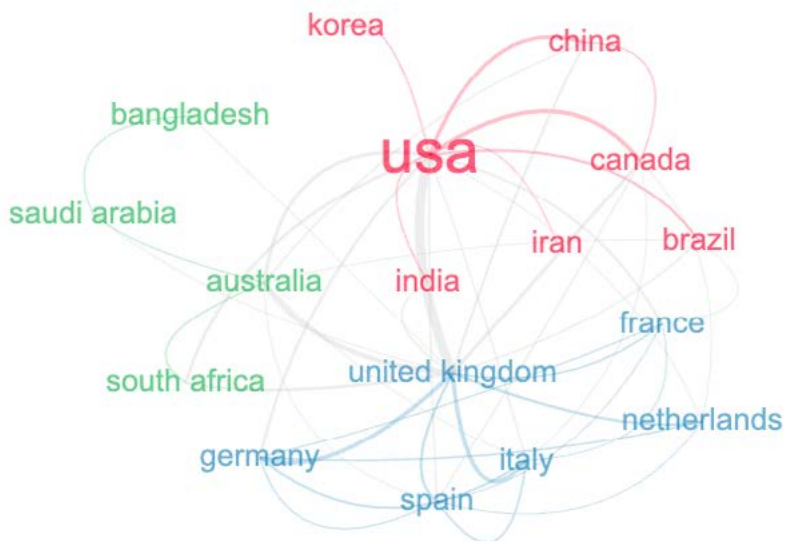 korea
china
bangladesh
usa
canada
saudi arabia
iran
brazil
australia
india
france
united kingdom
south africa
netherlands
germany
italy
spain